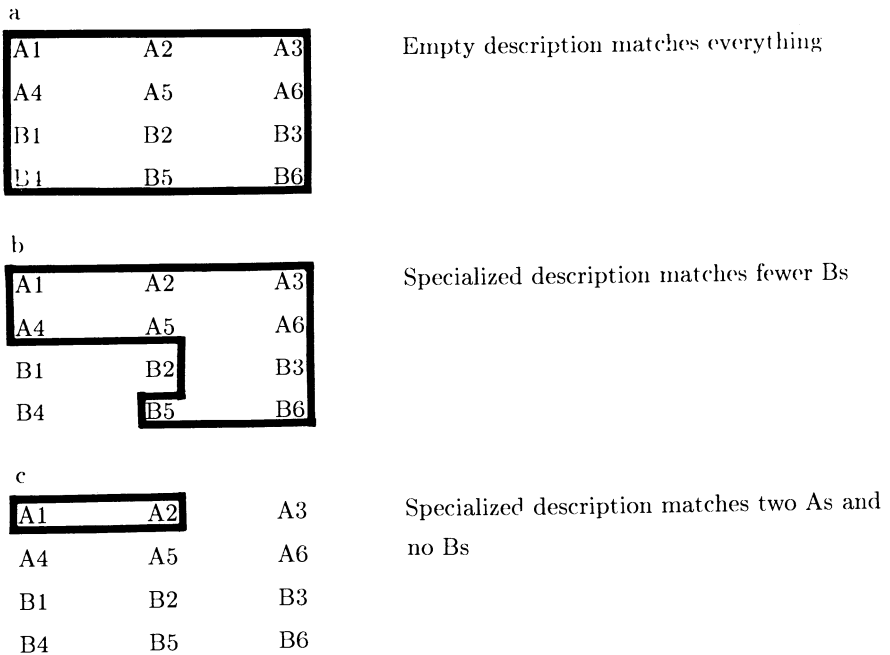 a
A1 A2 A3 Empty description matches everything
A4 A5 A6
B1 B2 B3
B4 B5 B6
b
A1 A2 A3 Specialized description matches fewer Bs
A4 A5 A6
B1 B2 B3
B4 B5 B6
c
A1 A2 A3 Specialized description matches two As and
A4 A5 A6 no Bs
B1 B2 B3
B4 B5 B6